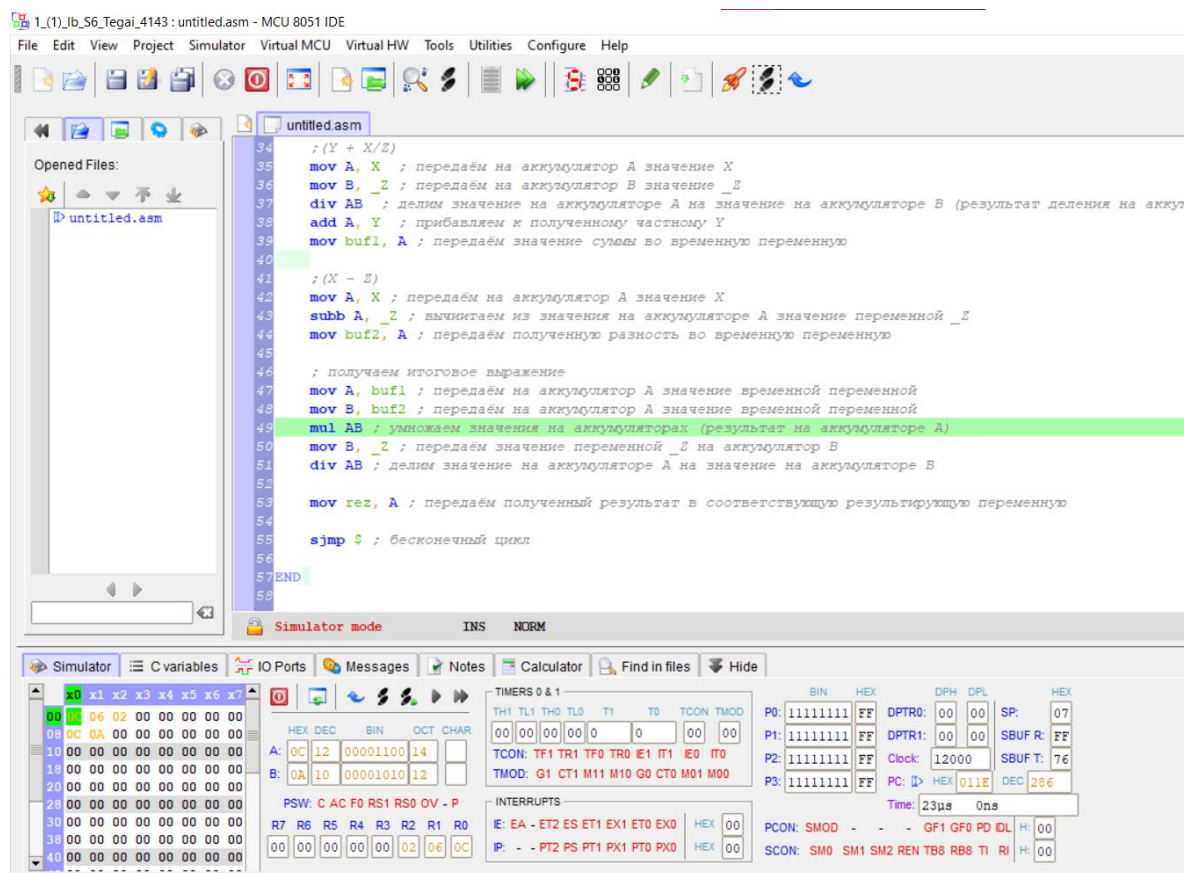 1_(1)_lb_S6_Tegai_4143 : untitled.asm - MCU 8051 IDE
File Edit View Project Simulator Virtual MCU Virtual HW Tools Utilities Configure Help
untitled.asm
Opened Files:
untitled.asm
34 ;(Y + X/Z)
35 mov A, X ; передаём на аккумулятор A значение X
36 mov B, _Z ; передаём на аккумулятор B значение _Z
37 div AB ; делим значение на аккумуляторе A на значение на аккумуляторе B (результат деления на акку
38 add A, Y ; прибавляем к полученному частному Y
39 mov buf1, A ; передаём значение суммы во временную переменную
40
41 ;(X - Z)
42 mov A, X ; передаём на аккумулятор A значение X
43 subb A, _Z ; вычиитаем из значения на аккумуляторе A значение переменной _Z
44 mov buf2, A ; передаём полученную разность во временную переменную
45
46 ; получаем итоговое выражение
47 mov A, buf1 ; передаём на аккумулятор A значение временной переменной
48 mov B, buf2 ; передаём на аккумулятор A значение временной переменной
49 mul AB ; умножаем значения на аккумуляторах (результат на аккумуляторе A)
50 mov B, _Z ; передаём значение переменной _Z на аккумулятор B
51 div AB ; делим значение на аккумуляторе A на значение на аккумуляторе B
52
53 mov rez, A ; передаём полученный результат в соответствующую результирующую переменную
54
55 sjmp $ ; бесконечный цикл
56
57 END
58
Simulator mode INS NORM
Simulator C variables IO Ports Messages Notes Calculator Find in files Hide
x0 x1 x2 x3 x4 x5 x6 x7
00 0C 06 02 00 00 00 00 00
08 0C 0A 00 00 00 00 00 00
10 00 00 00 00 00 00 00 00
18 00 00 00 00 00 00 00 00
20 00 00 00 00 00 00 00 00
28 00 00 00 00 00 00 00 00
30 00 00 00 00 00 00 00 00
38 00 00 00 00 00 00 00 00
40 00 00 00 00 00 00 00 00
HEX DEC BIN OCT CHAR
A: 0C 12 00001100 14
B: 0A 10 00001010 12
PSW: C AC F0 RS1 RS0 OV - P
R7 R6 R5 R4 R3 R2 R1 R0
00 00 00 00 00 02 06 0C
TIMERS 0 & 1
TH1 TL1 TH0 TL0 T1 T0 TCON TMOD
00 00 00 00 0 0 00 00
TCON: TF1 TR1 TF0 TR0 IE1 IT1 IE0 IT0
TMOD: G1 CT1 M11 M10 G0 CT0 M01 M00
INTERRUPTS
IE: EA - ET2 ES ET1 EX1 ET0 EX0 HEX 00
IP: - - PT2 PS PT1 PX1 PT0 PX0 HEX 00
BIN HEX
P0: 11111111 FF
P1: 11111111 FF
P2: 11111111 FF
P3: 11111111 FF
DPH DPL
DPTR0: 00 00
DPTR1: 00 00
Clock: 12000
PC: HEX 011E DEC 286
Time: 23µs 0ns
HEX
SP: 07
SBUF R: FF
SBUF T: 76
PCON: SMOD - - - GF1 GF0 PD IDL H: 00
SCON: SM0 SM1 SM2 REN TB8 RB8 TI RI H: 00